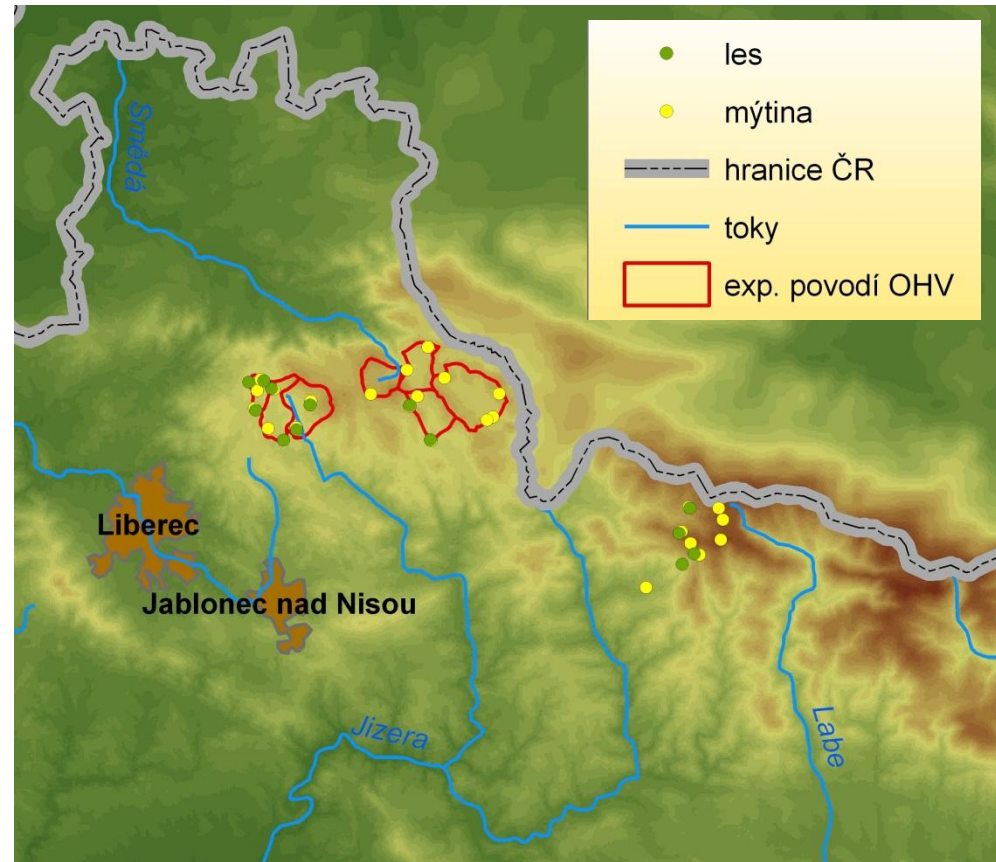 les
mýtina
hranice ČR
toky
exp. povodí OHV
Smědá
Liberec
Jablonec nad Nisou
Jizera
Labe